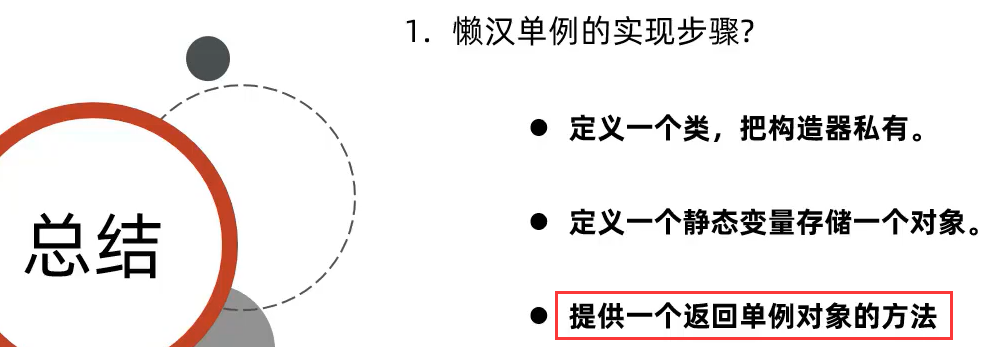 1. 懒汉单例的实现步骤?
● 定义一个类，把构造器私有。
● 定义一个静态变量存储一个对象。
总结
● 提供一个返回单例对象的方法